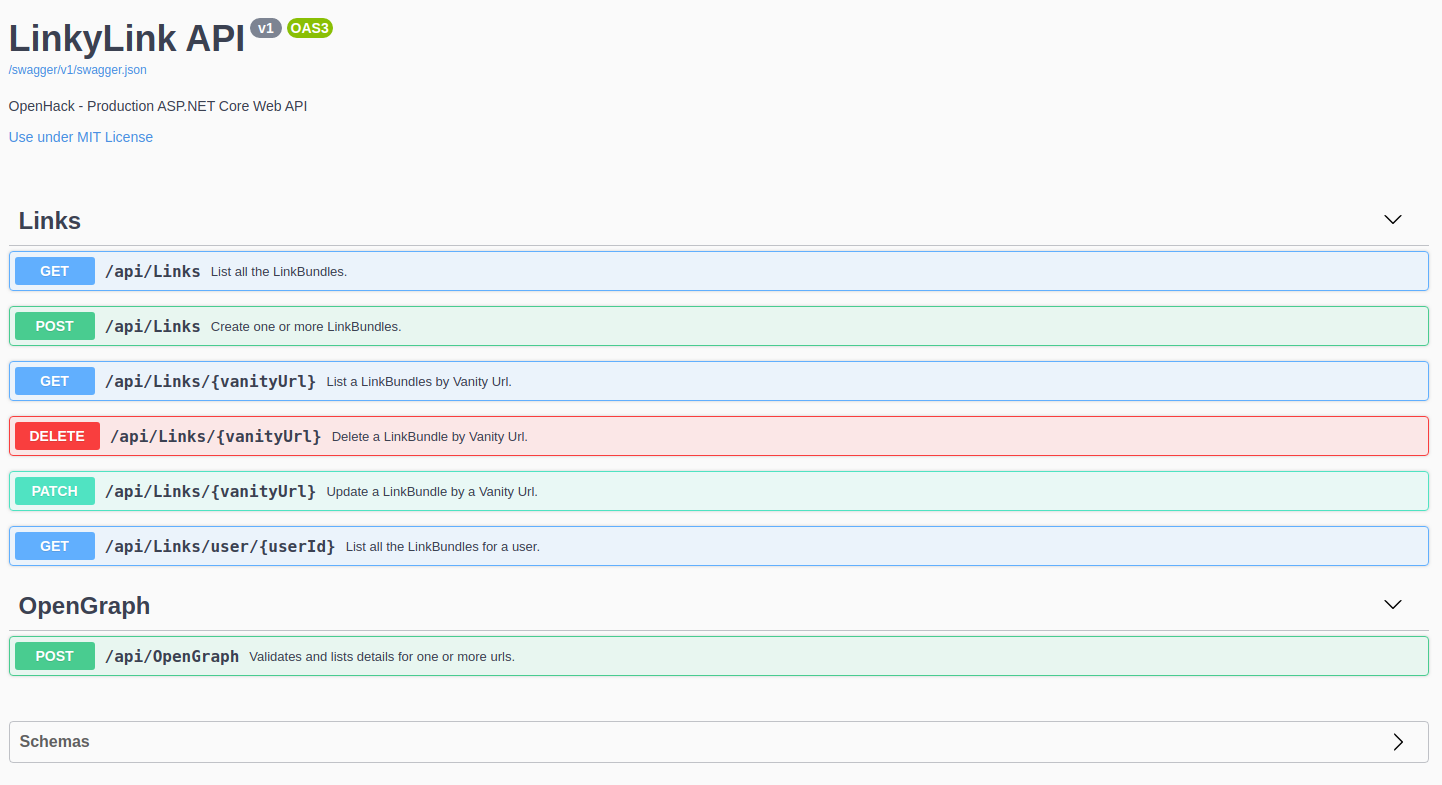 LinkyLink API v1 OAS3
/swagger/v1/swagger.json
OpenHack - Production ASP.NET Core Web API
Use under MIT License
Links
GET /api/Links List all the LinkBundles.
POST /api/Links Create one or more LinkBundles.
GET /api/Links/{vanityUrl} List a LinkBundles by Vanity Url.
DELETE /api/Links/{vanityUrl} Delete a LinkBundle by Vanity Url.
PATCH /api/Links/{vanityUrl} Update a LinkBundle by a Vanity Url.
GET /api/Links/user/{userId} List all the LinkBundles for a user.
OpenGraph
POST /api/OpenGraph Validates and lists details for one or more urls.
Schemas